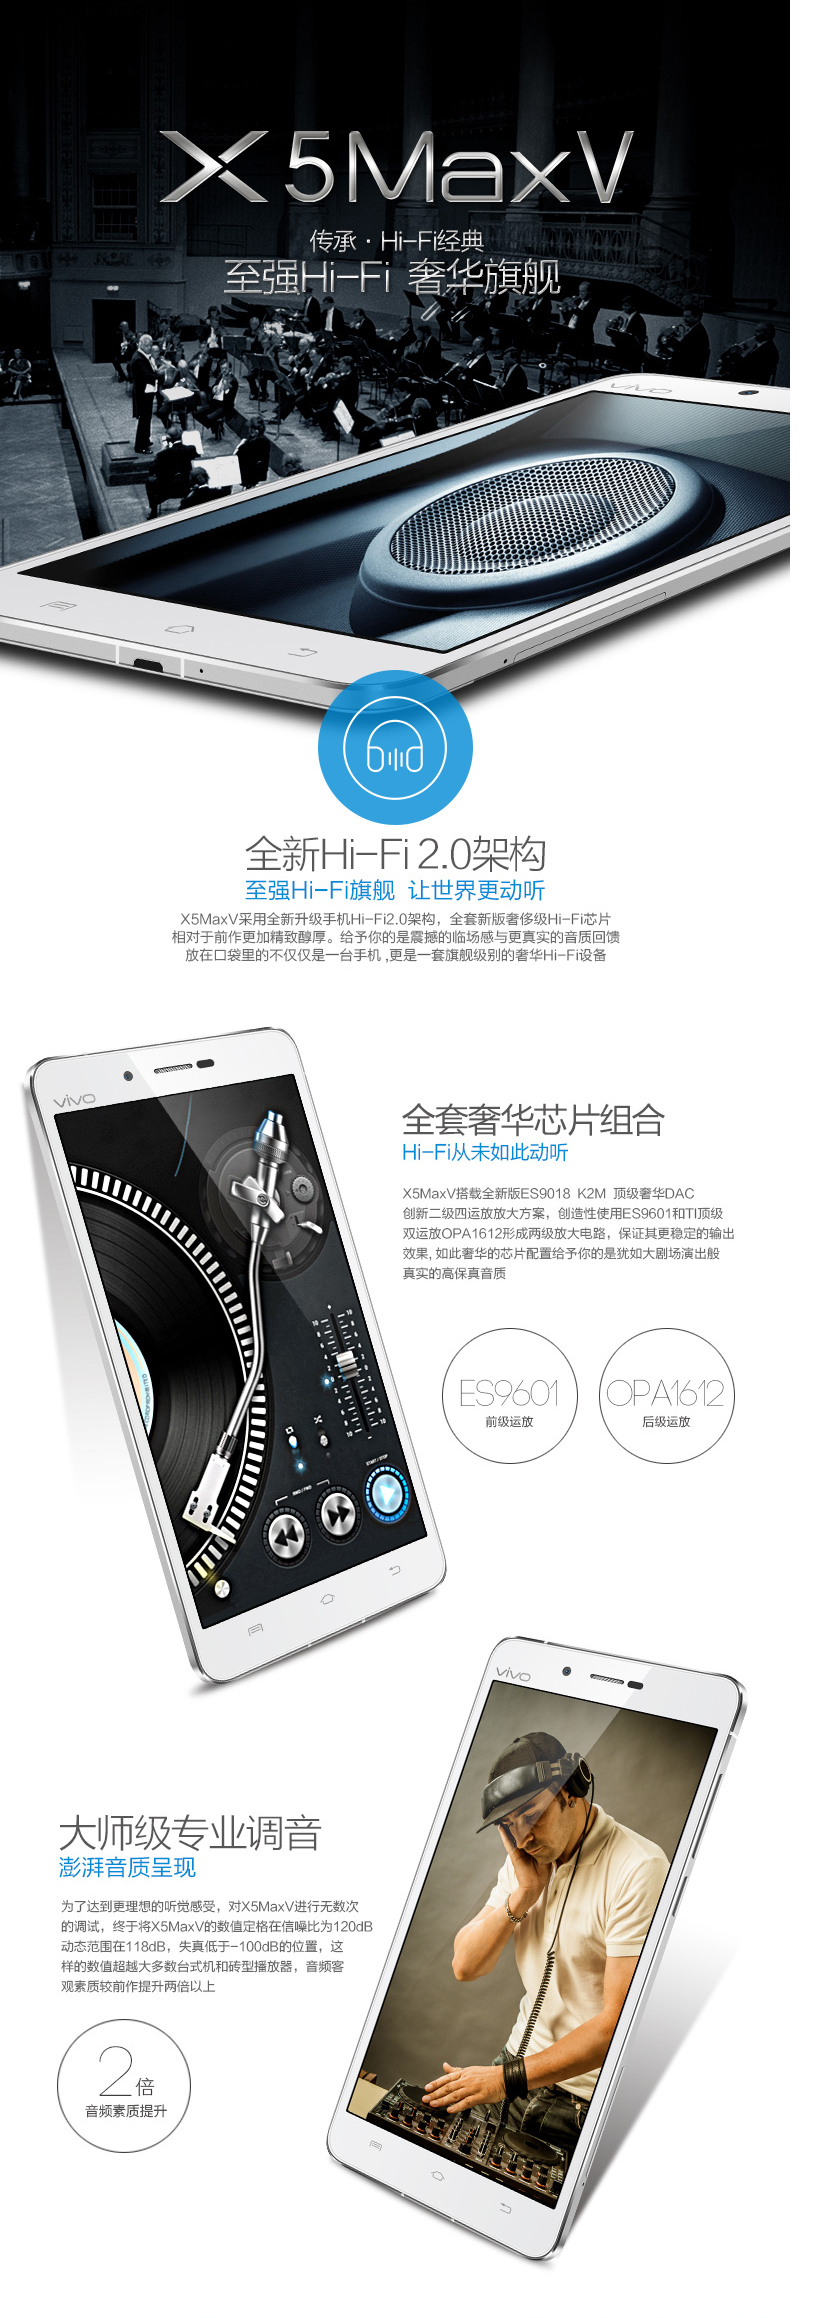 X5MaxV
传承·Hi-Fi经典
至强Hi-Fi 奢华旗舰
vivo
全新Hi-Fi 2.0架构
至强Hi-Fi旗舰 让世界更动听
X5MaxV采用全新升级手机Hi-Fi2.0架构，全套新版奢侈级Hi-Fi芯片
相对于前作更加精致醇厚。给予你的是震撼的临场感与更真实的音质回馈
放在口袋里的不仅仅是一台手机 ,更是一套旗舰级别的奢华Hi-Fi设备
vivo
全套奢华芯片组合
Hi-Fi从未如此动听
X5MaxV搭载全新版ES9018 K2M 顶级奢华DAC
创新二级四运放放大方案，创造性使用ES9601和TI顶级
双运放OPA1612形成两级放大电路，保证其更稳定的输出
效果, 如此奢华的芯片配置给予你的是犹如大剧场演出般
真实的高保真音质
ES9601
前级运放
OPA1612
后级运放
START / STOP
RWD / FWD
vivo
大师级专业调音
澎湃音质呈现
为了达到更理想的听觉感受，对X5MaxV进行无数次
的调试，终于将X5MaxV的数值定格在信噪比为120dB
动态范围在118dB，失真低于-100dB的位置，这
样的数值超越大多数台式机和砖型播放器，音频客
观素质较前作提升两倍以上
2倍
音频素质提升